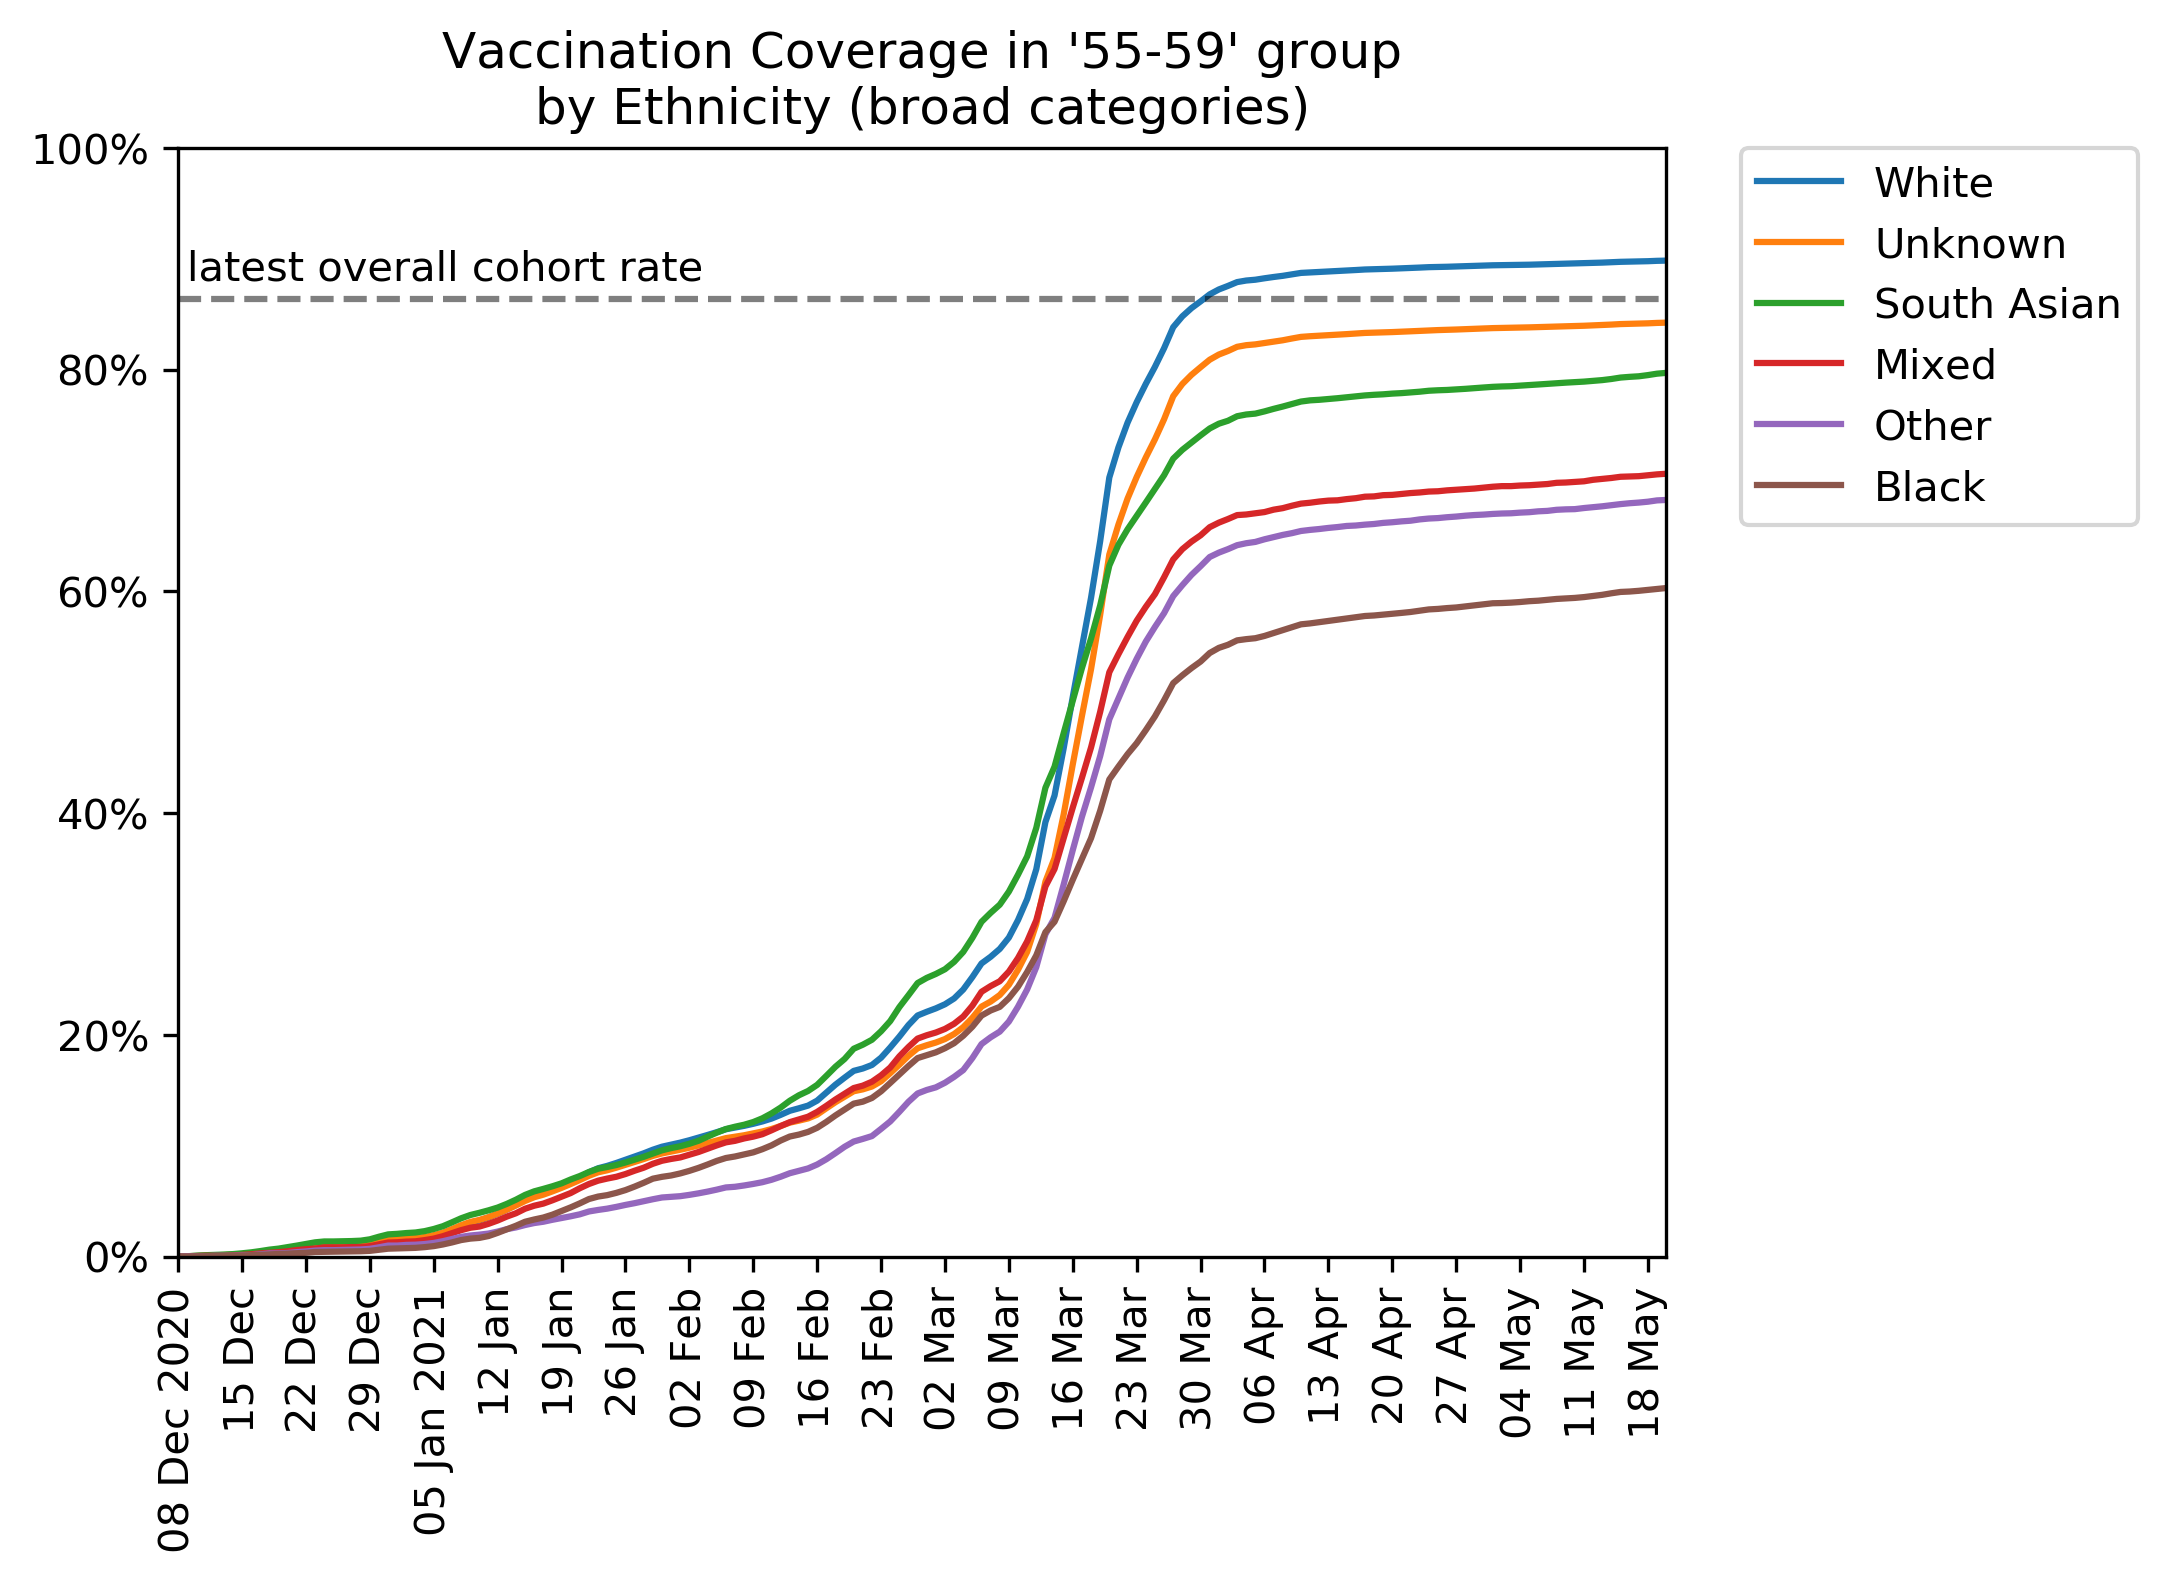 Vaccination Coverage in '55-59' group
by Ethnicity (broad categories)
100%
80%
60%
40%
20%
0%
latest overall cohort rate
White
Unknown
South Asian
Mixed
Other
Black
08 Dec 2020
15 Dec
22 Dec
29 Dec
05 Jan 2021
12 Jan
19 Jan
26 Jan
02 Feb
09 Feb
16 Feb
23 Feb
02 Mar
09 Mar
16 Mar
23 Mar
30 Mar
06 Apr
13 Apr
20 Apr
27 Apr
04 May
11 May
18 May